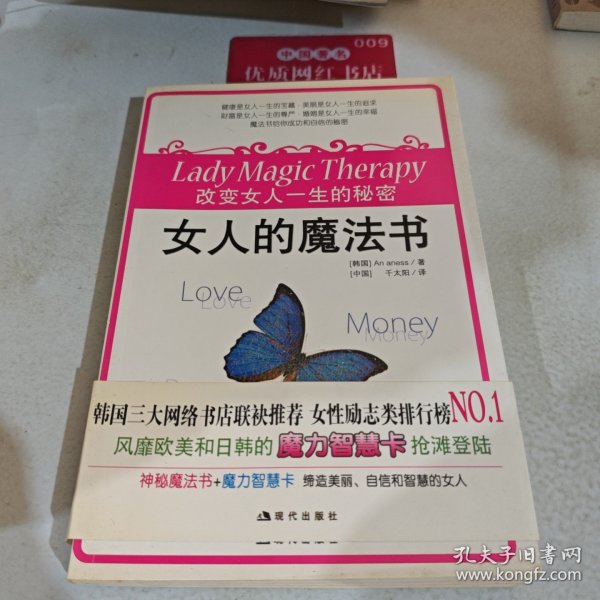 009
中国著名
优质网红书店
健康是女人一生的宝藏·美丽是女人一生的追求
财富是女人一生的尊严·婚姻是女人一生的幸福
魔法书给你成功和自信的秘密
Lady Magic Therapy
改变女人一生的秘密
女人的魔法书
[韩国] An aness / 著
[中国] 千太阳 / 译
Love
Love
Money
Money
韩国三大网络书店联袂推荐 女性励志类排行榜NO.1
风靡欧美和日韩的魔力智慧卡抢滩登陆
神秘魔法书+魔力智慧卡 缔造美丽、自信和智慧的女人
现代出版社
孔夫子旧书网
www.kongfz.com